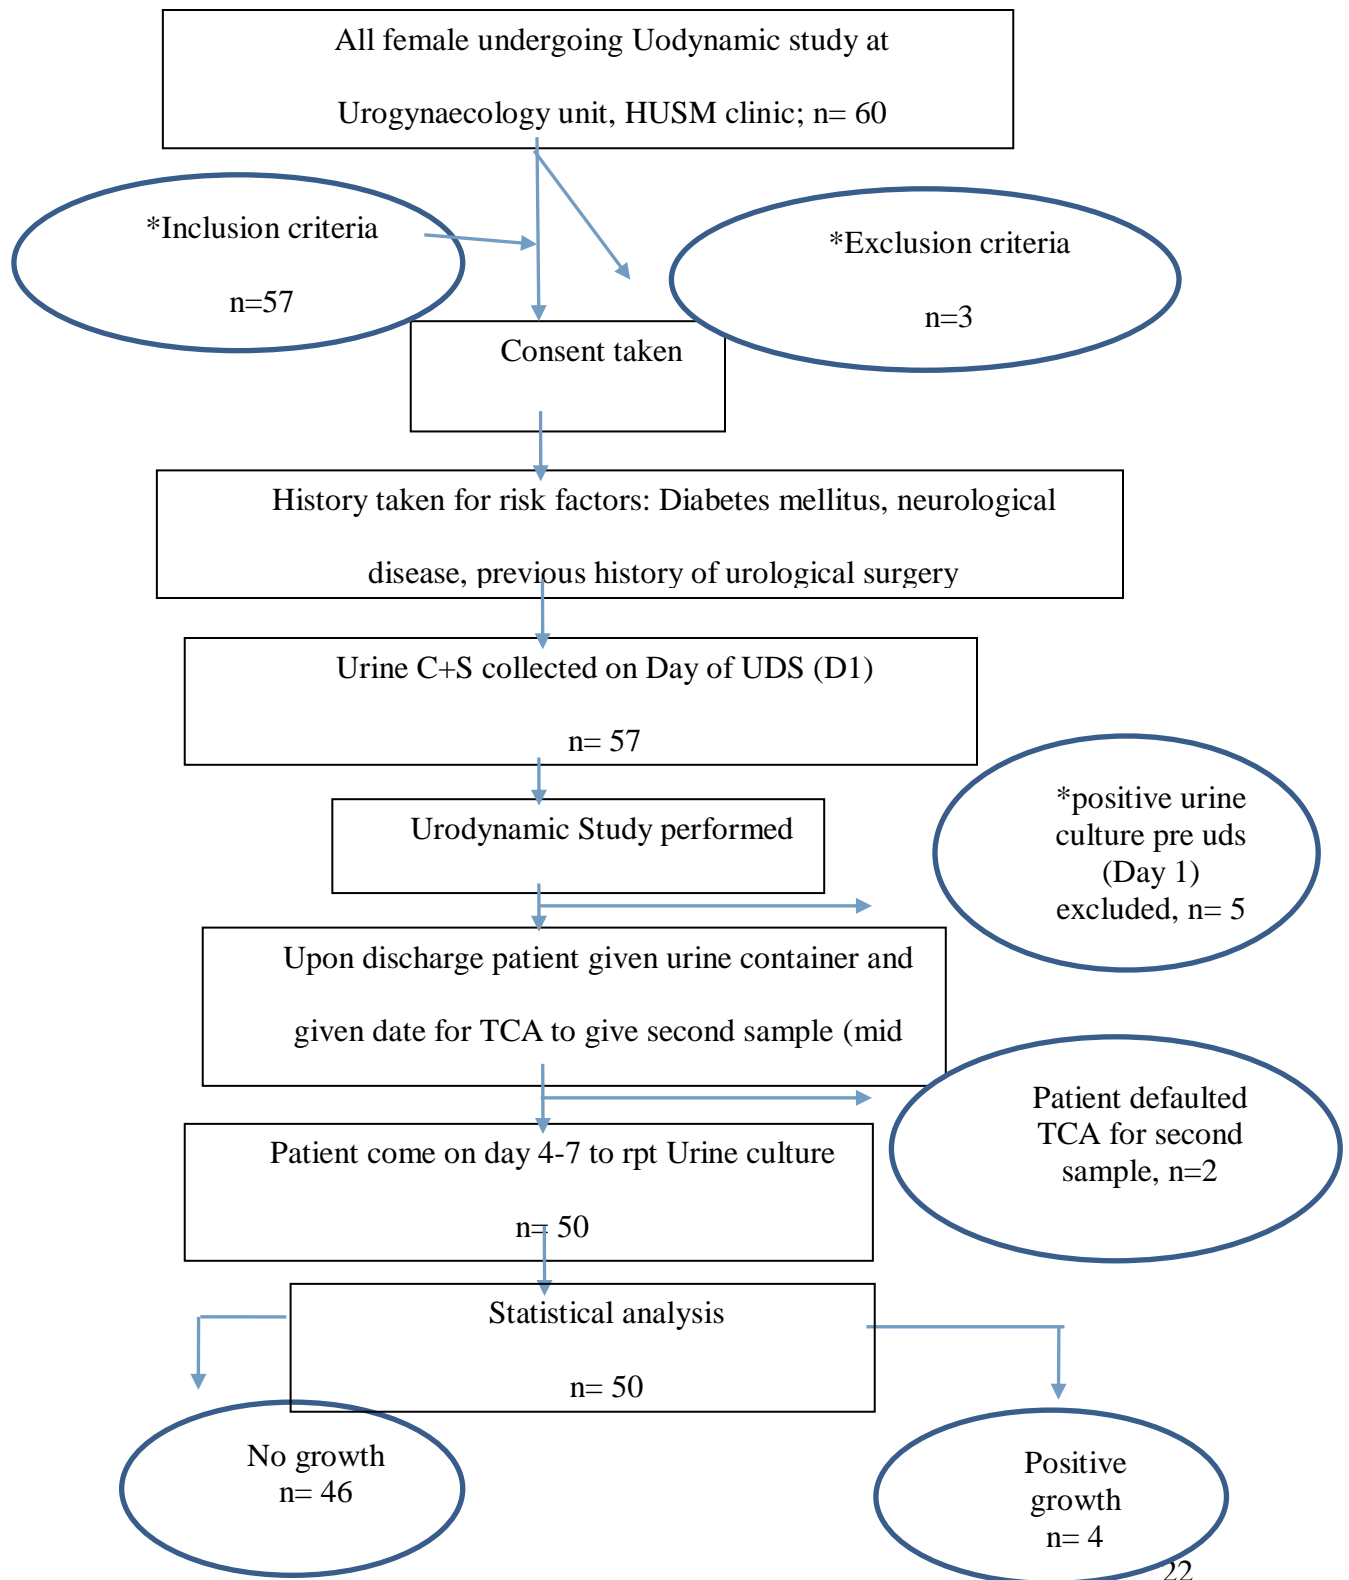 All female undergoing Uodynamic study at
Urogynaecology unit, HUSM clinic; n= 60
*Inclusion criteria
n=57
*Exclusion criteria
n=3
Consent taken
History taken for risk factors: Diabetes mellitus, neurological
disease, previous history of urological surgery
Urine C+S collected on Day of UDS (D1)
n= 57
Urodynamic Study performed
*positive urine
culture pre uds
(Day 1)
excluded, n= 5
Upon discharge patient given urine container and
given date for TCA to give second sample (mid
Patient defaulted
TCA for second
sample, n=2
Patient come on day 4-7 to rpt Urine culture
n= 50
Statistical analysis
n= 50
No growth
n= 46
Positive
growth
n= 4
22